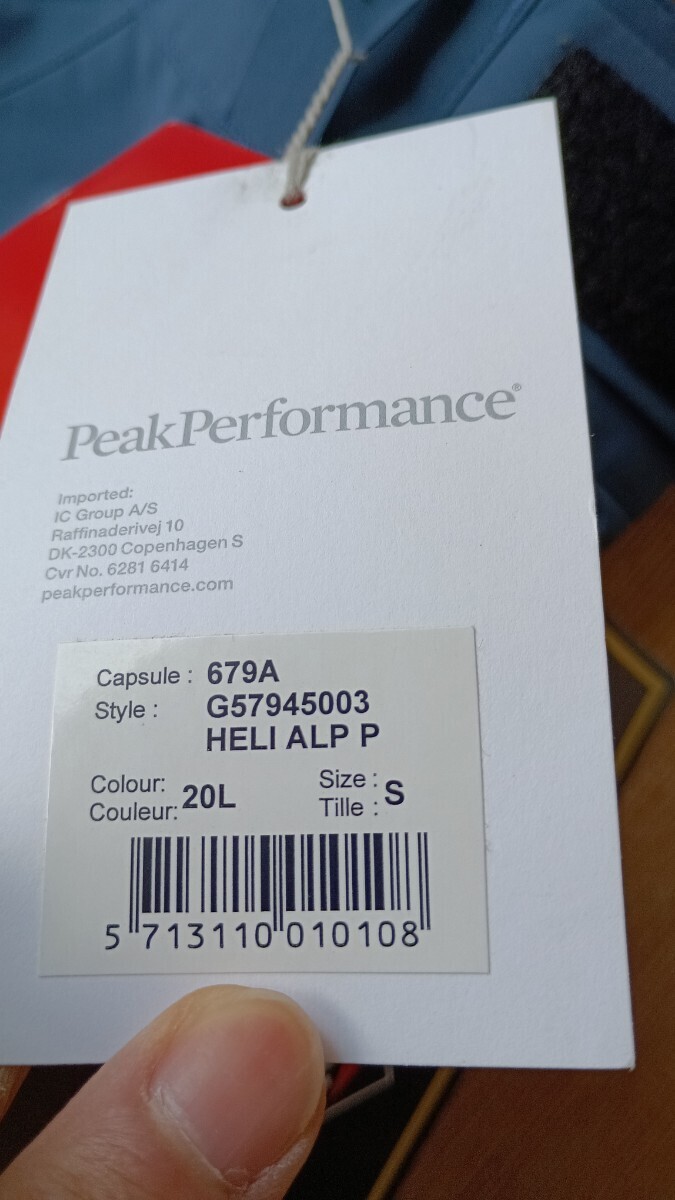 PeakPerformance®
Imported:
IC Group A/S
Raffinaderivej 10
DK-2300 Copenhagen S
Cvr No. 6281 6414
peakperformance.com
Capsule : 679A
Style : G57945003
HELI ALP P
Colour:
Couleur: 20L
Size :
Tille : S
5 713110 010108